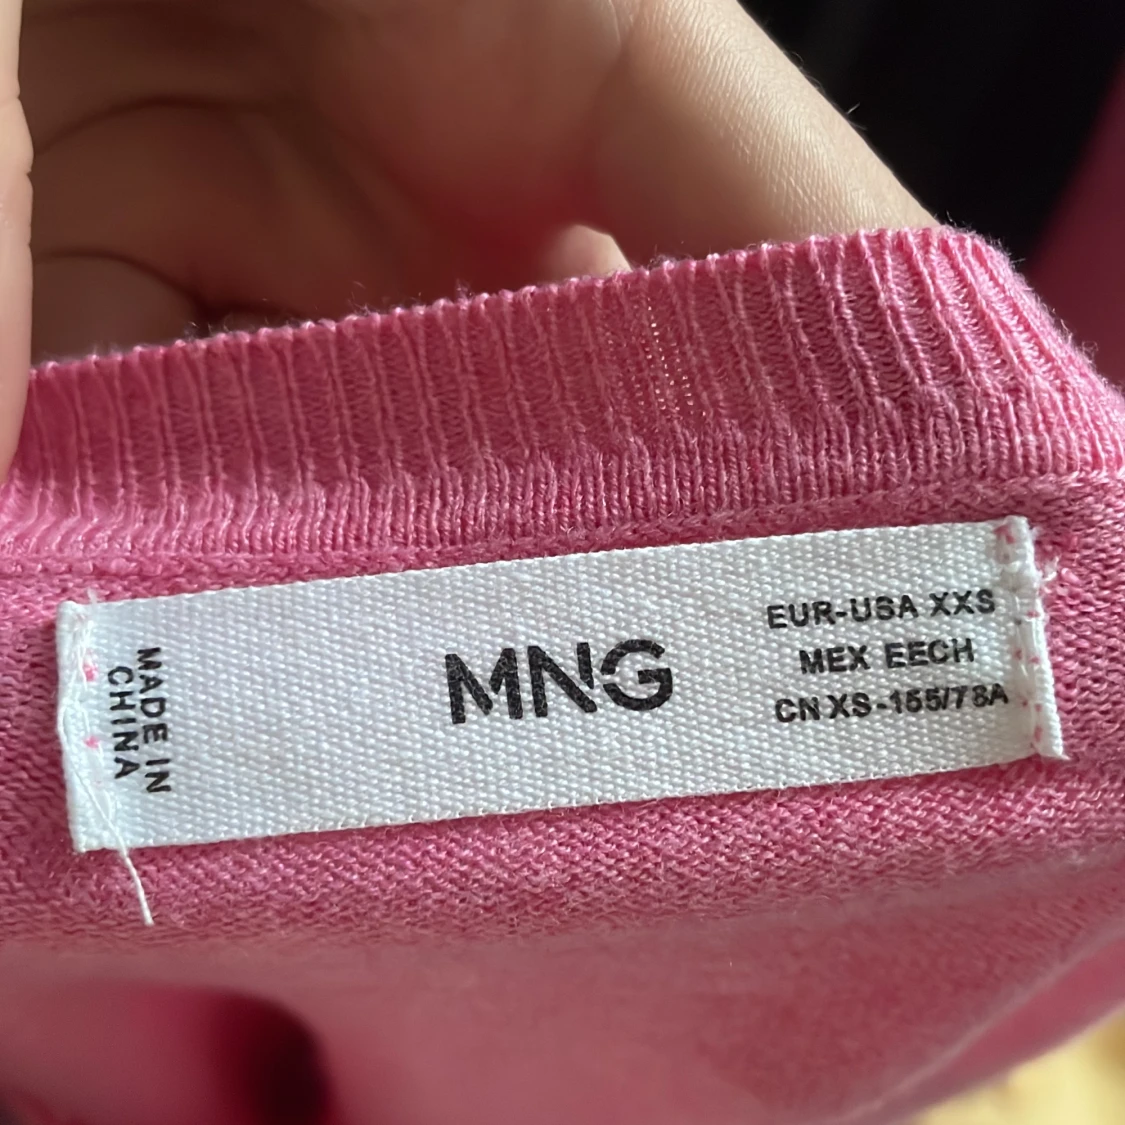 MADE IN
CHINA
MNG
EUR-USA XXS
MEX EECH
CN XS-155/78A